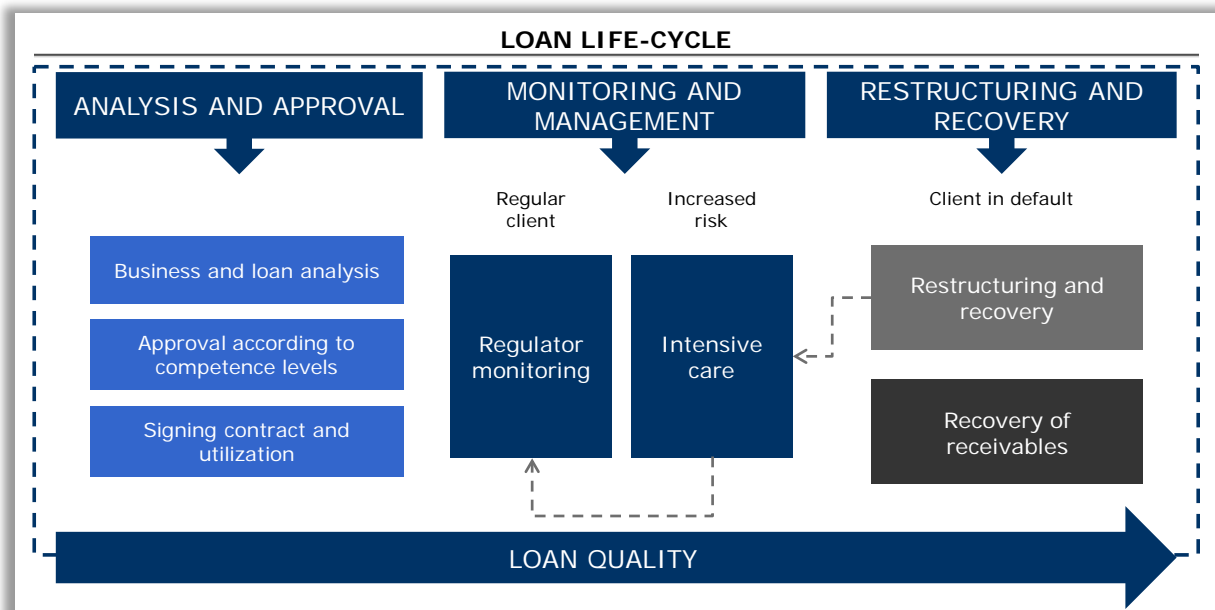 LOAN LIFE-CYCLE
ANALYSIS AND APPROVAL
Business and loan analysis
Approval according to
competence levels
Signing contract and
utilization
MONITORING AND
MANAGEMENT
Regular
client
Regulator
monitoring
Increased
risk
Intensive
care
RESTRUCTURING AND
RECOVERY
Client in default
Restructuring and
recovery
Recovery of
receivables
LOAN QUALITY